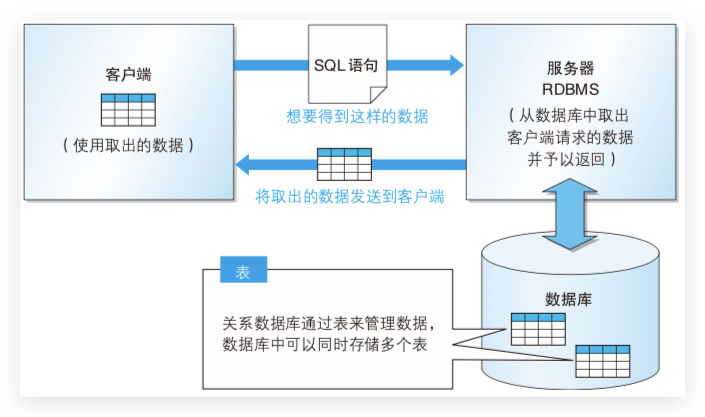 客户端
（使用取出的数据）
SQL语句
想要得到这样的数据
将取出的数据发送到客户端
服务器
RDBMS
（从数据库中取出
客户端请求的数据
并予以返回）
表
关系数据库通过表来管理数据，
数据库中可以同时存储多个表
数据库